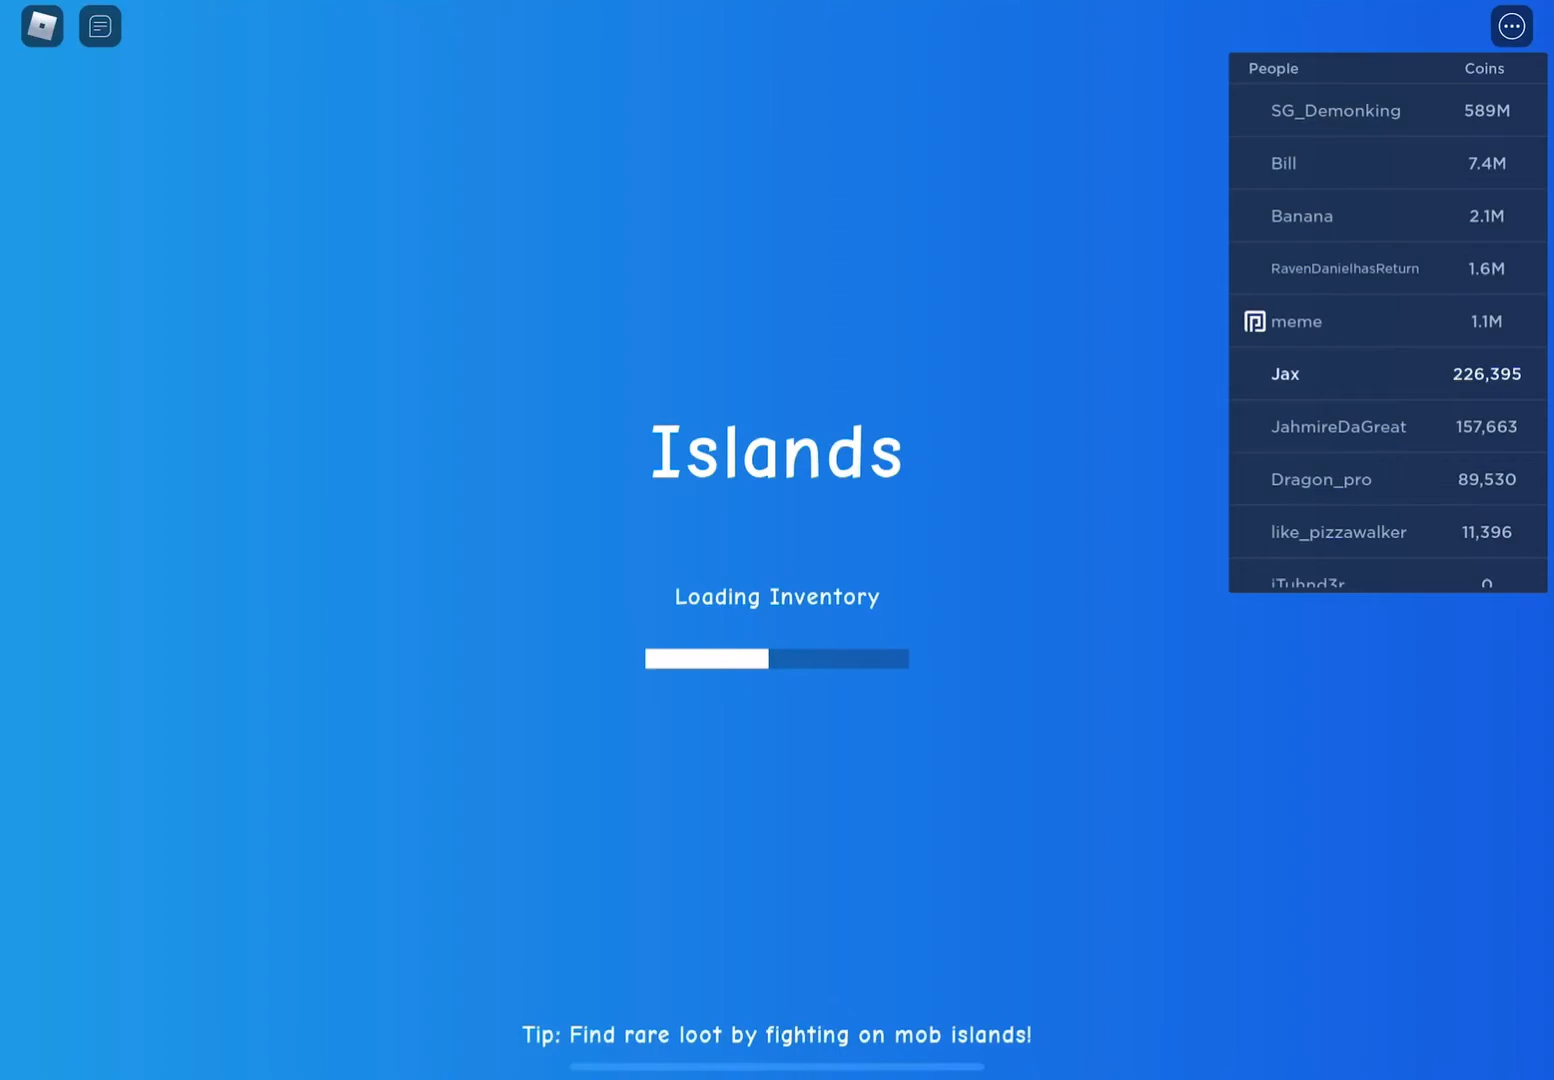 People Coins
SG_Demonking 589M
Bill 7.4M
Banana 2.1M
RavenDanielhasReturn 1.6M
meme 1.1M
Jax 226,395
JahmireDaGreat 157,663
Dragon_pro 89,530
like_pizzawalker 11,396
iTuhnd3r 0
Islands
Loading Inventory
Tip: Find rare loot by fighting on mob islands!